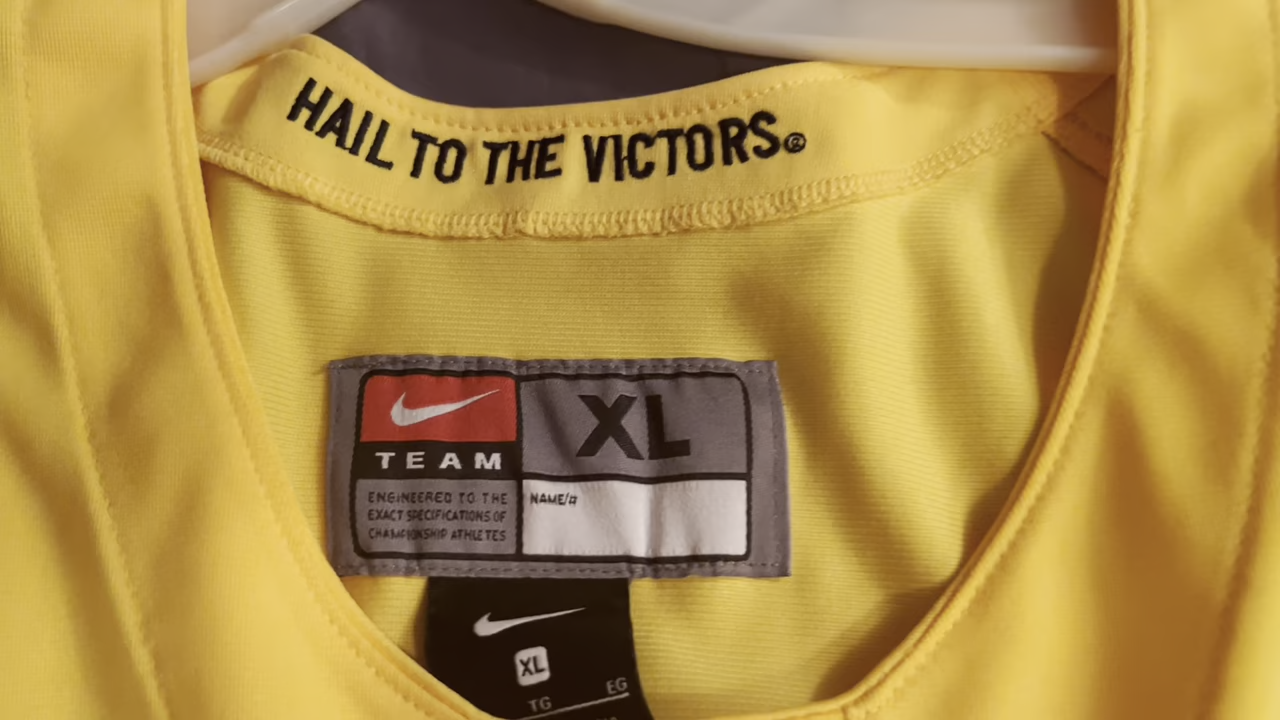 HAIL TO THE VICTORS®
XL
TEAM
ENGINEERED TO THE
EXACT SPECIFICATIONS OF
CHAMPIONSHIP ATHLETES
NAME/#
XL
TG EG